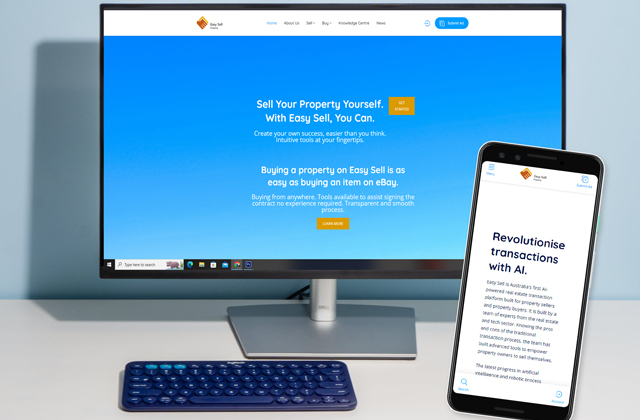 Easy Sell
Property
Home About Us Sell Buy Knowledge Centre News
Submit Ad
Sell Your Property Yourself.
With Easy Sell, You Can.
GET
STARTED
Create your own success, easier than you think.
Intuitive tools at your fingertips.
Buying a property on Easy Sell is as
easy as buying an item on eBay.
Buying from anywhere. Tools available to assist signing the
contract no experience required. Transparent and smooth
process.
LEARN MORE
Type here to search
DELL
logitech
Menu
Easy Sell
Property
Submit Ad
Revolutionise
transactions
with AI.
Easy Sell is Australia's first AI-
powered real estate transaction
platform built for property sellers
and property buyers. It is built by a
team of experts from the real estate
and tech sector. Knowing the pros
and cons of the traditional
transaction process, the team has
built advanced tools to empower
property owners to sell themselves.
The latest progress in artificial
intelligence and robotic process
Search
Account